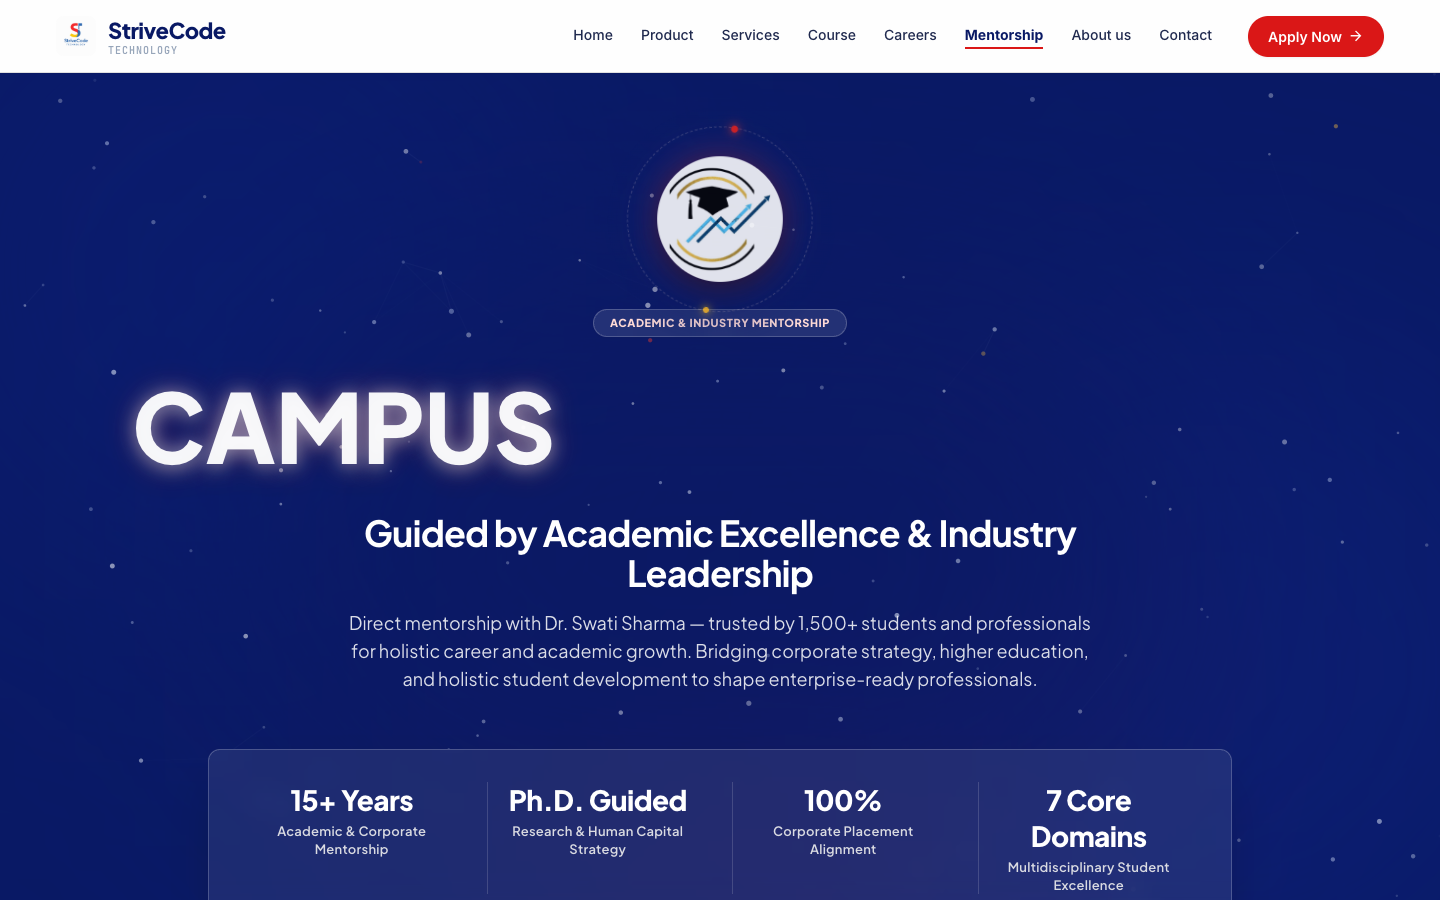 StriveCode
TECHNOLOGY
Home
Product
Services
Course
Careers
Mentorship
About us
Contact
Apply Now →
ACADEMIC & INDUSTRY MENTORSHIP
CAMPUS
Guided by Academic Excellence & Industry
Leadership
Direct mentorship with Dr. Swati Sharma — trusted by 1,500+ students and professionals
for holistic career and academic growth. Bridging corporate strategy, higher education,
and holistic student development to shape enterprise-ready professionals.
15+ Years
Academic & Corporate
Mentorship
Ph.D. Guided
Research & Human Capital
Strategy
100%
Corporate Placement
Alignment
7 Core
Domains
Multidisciplinary Student
Excellence